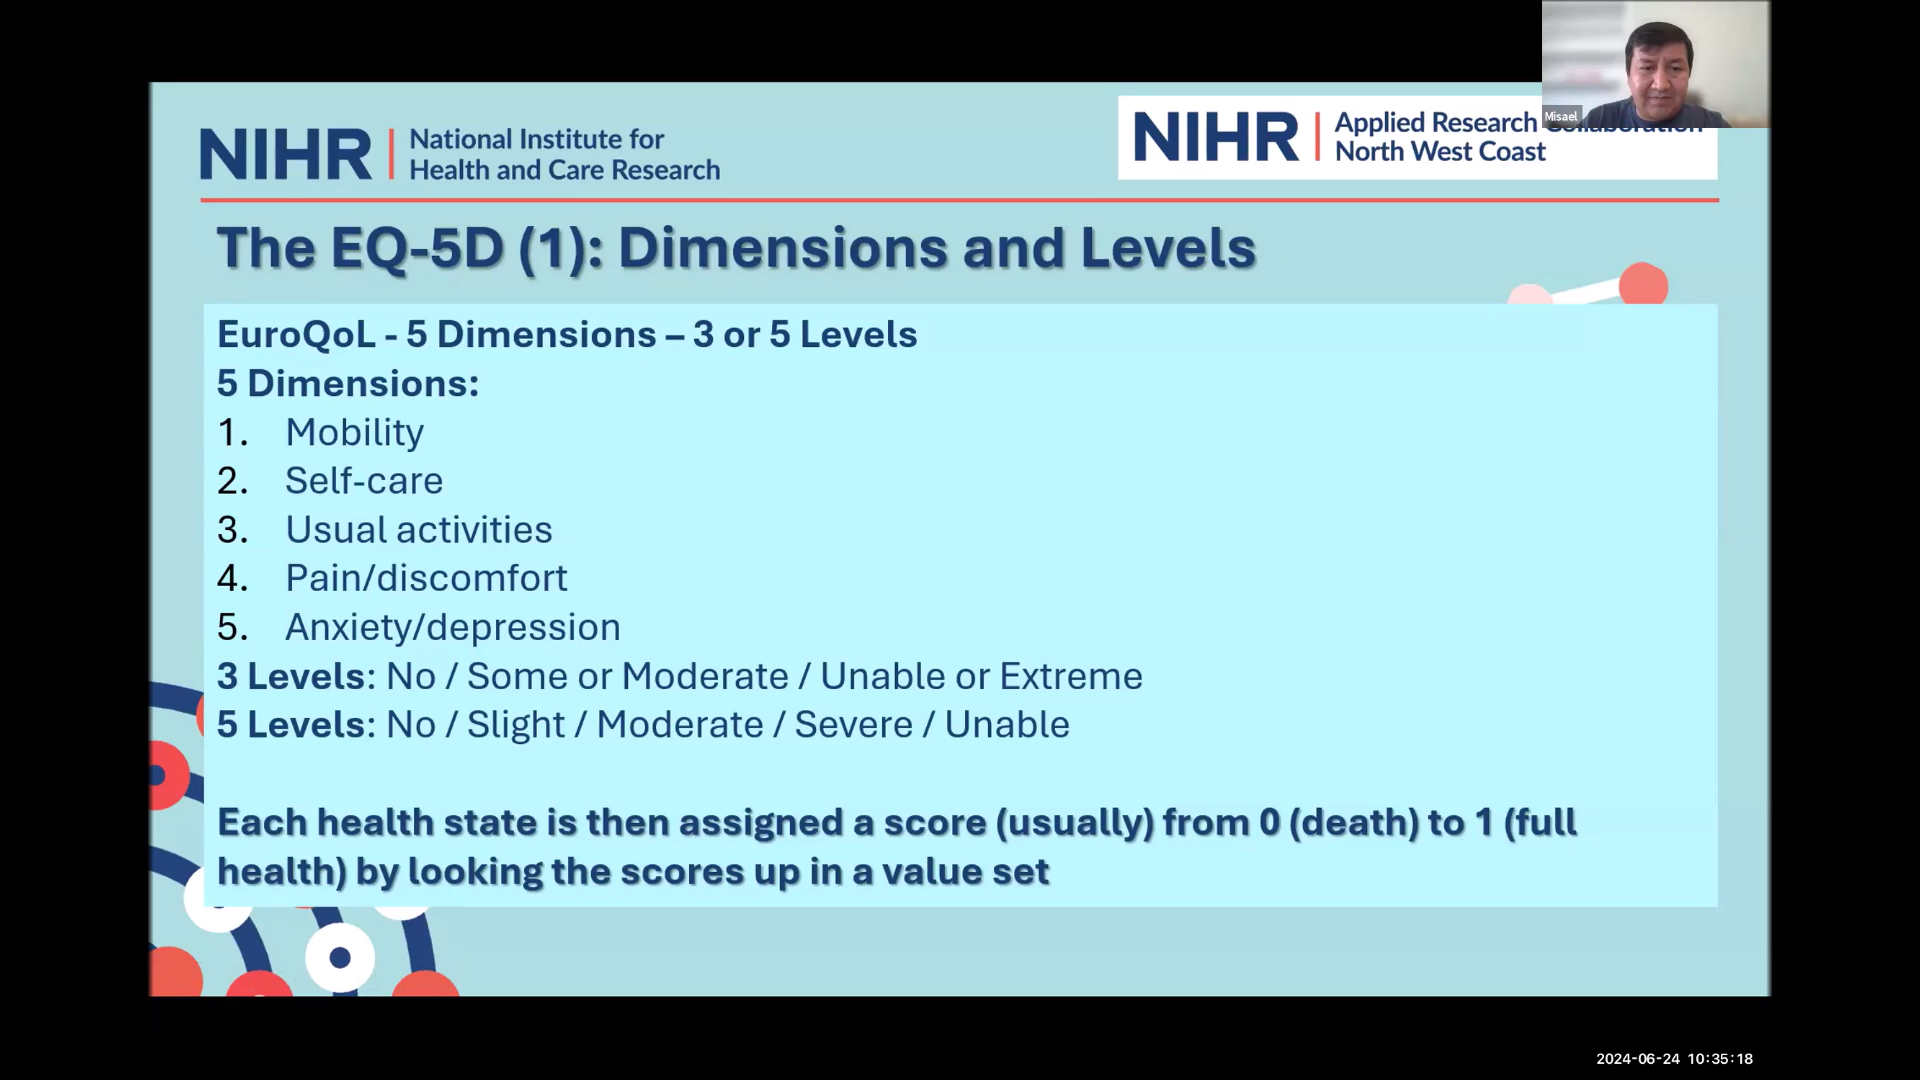 NIHR | National Institute for
Health and Care Research
NIHR | Applied Research Collaboration
North West Coast
Misael
The EQ-5D (1): Dimensions and Levels
EuroQoL - 5 Dimensions – 3 or 5 Levels
5 Dimensions:
1. Mobility
2. Self-care
3. Usual activities
4. Pain/discomfort
5. Anxiety/depression
3 Levels: No / Some or Moderate / Unable or Extreme
5 Levels: No / Slight / Moderate / Severe / Unable
Each health state is then assigned a score (usually) from 0 (death) to 1 (full
health) by looking the scores up in a value set
2024-06-24 10:35:18